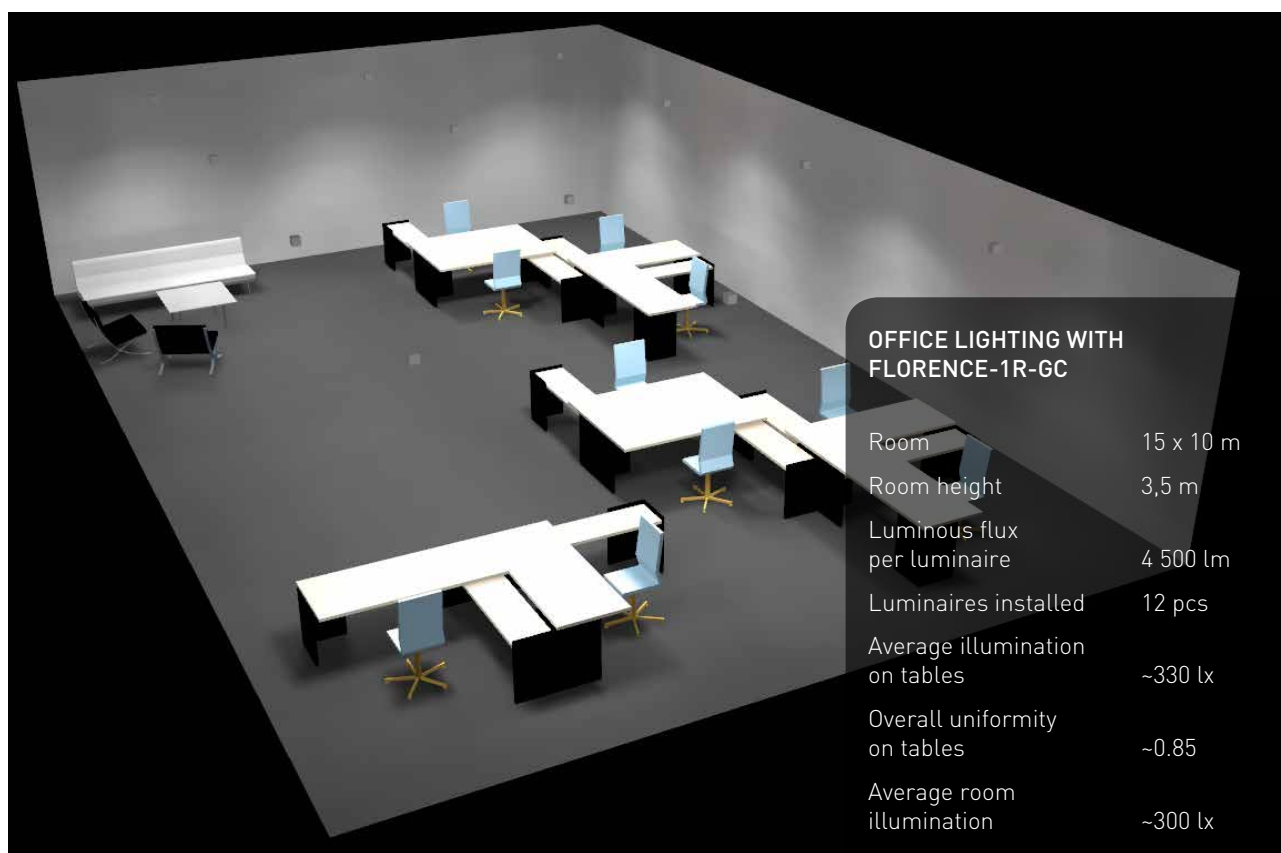 OFFICE LIGHTING WITH
FLORENCE-1R-GC
Room 15 x 10 m
Room height 3,5 m
Luminous flux
per luminaire 4 500 lm
Luminaires installed 12 pcs
Average illumination
on tables ~330 lx
Overall uniformity
on tables ~0.85
Average room
illumination ~300 lx